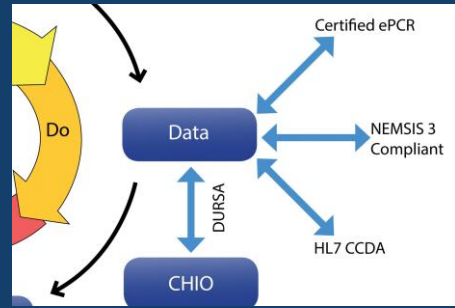 Certified ePCR
Do
Data
NEMSIS 3
Compliant
DURSA
HL7 CCDA
CHIO